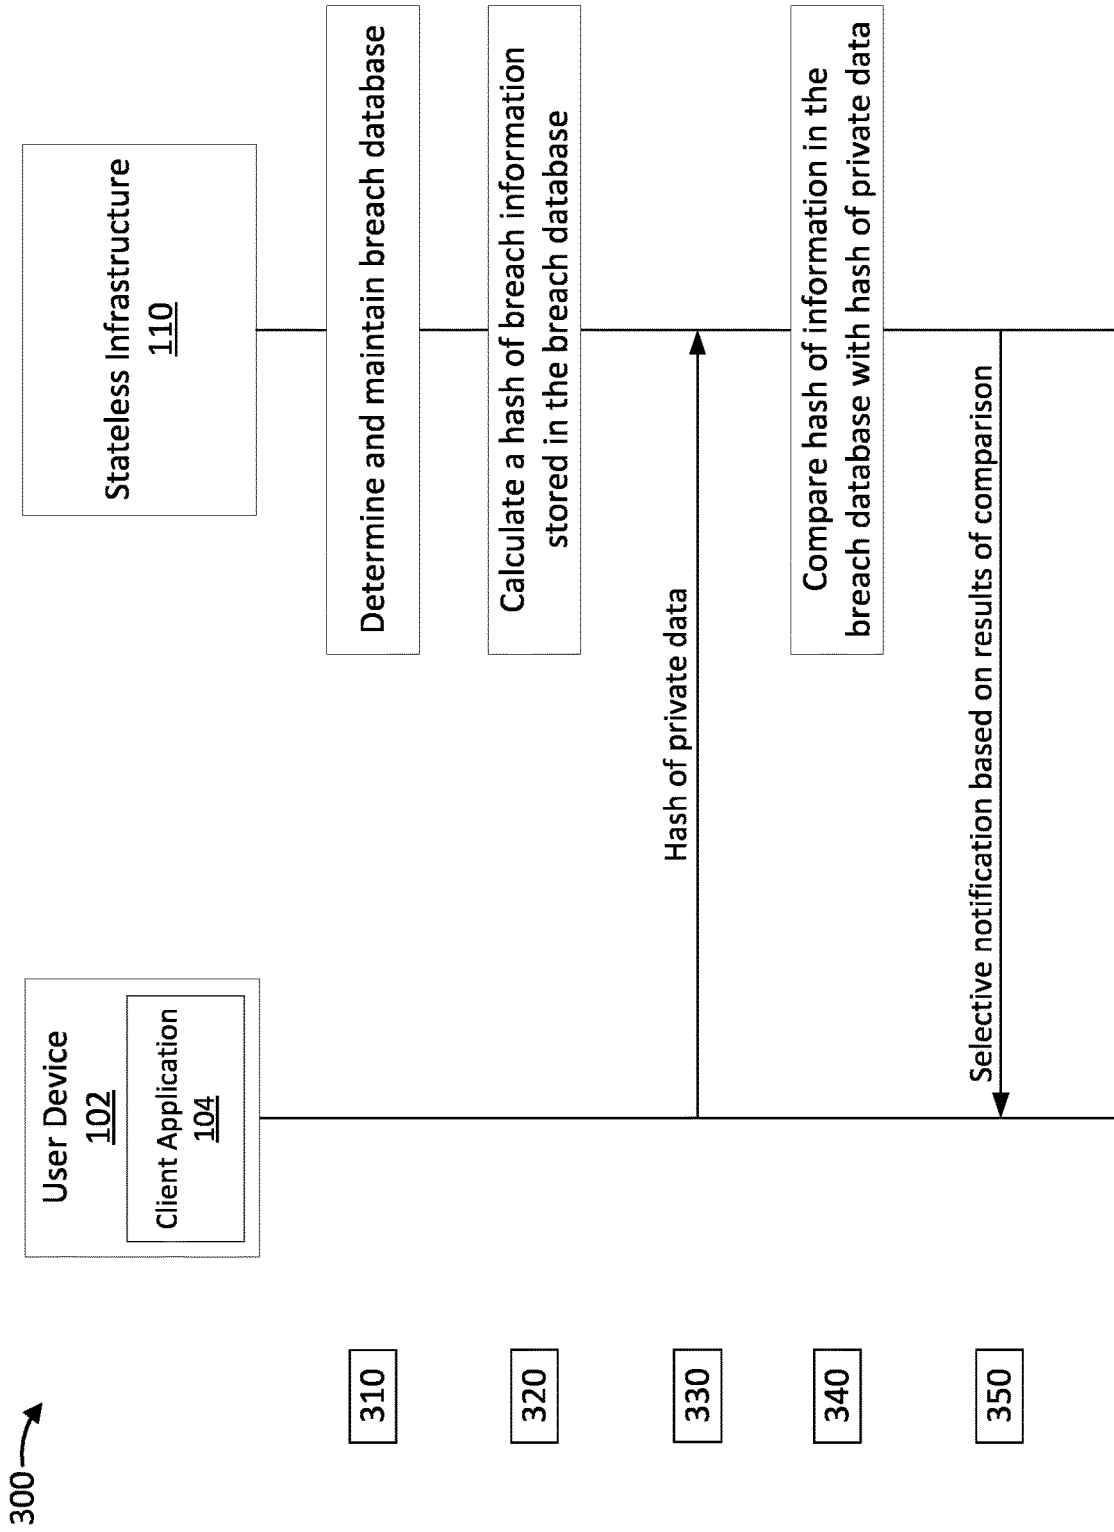 300
User Device
102
Client Application
104
Stateless Infrastructure
110
310
Determine and maintain breach database
320
Calculate a hash of breach information
stored in the breach database
330
Hash of private data
340
Compare hash of information in the
breach database with hash of private data
350
Selective notification based on results of comparison